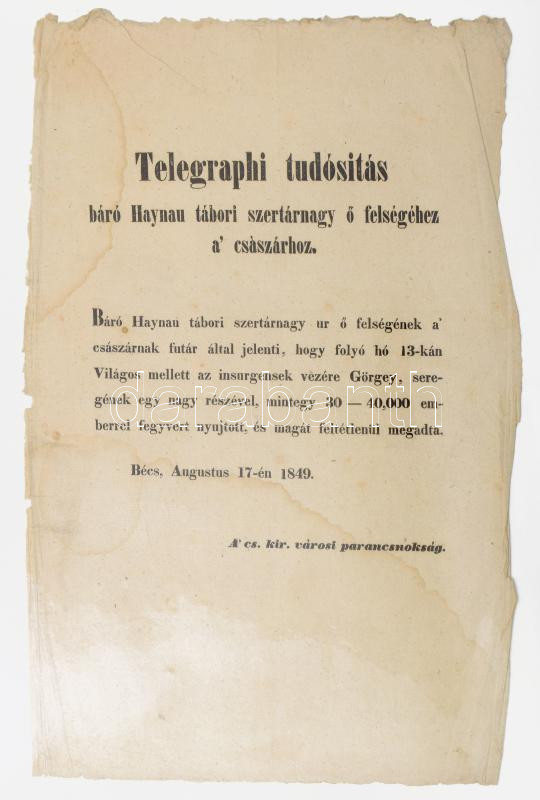 Telegraphi tudósitás
báró Haynau tábori szertárnagy ő felségéhez
a' csàszárhoz.
Báró Haynau tábori szertárnagy ur ő felségének a'
császárnak futár által jelenti, hogy folyó hó 13-kán
Világos mellett az insurgensek vezére Görgey, sere-
gének egy nagy részével, mintegy 30 — 40,000 em-
berrel fegyvert nyujtott, és magát feltétlenül megadta.
Bécs, Augustus 17-én 1849.
A' cs. kir. városi parancsnokság.
darabanth